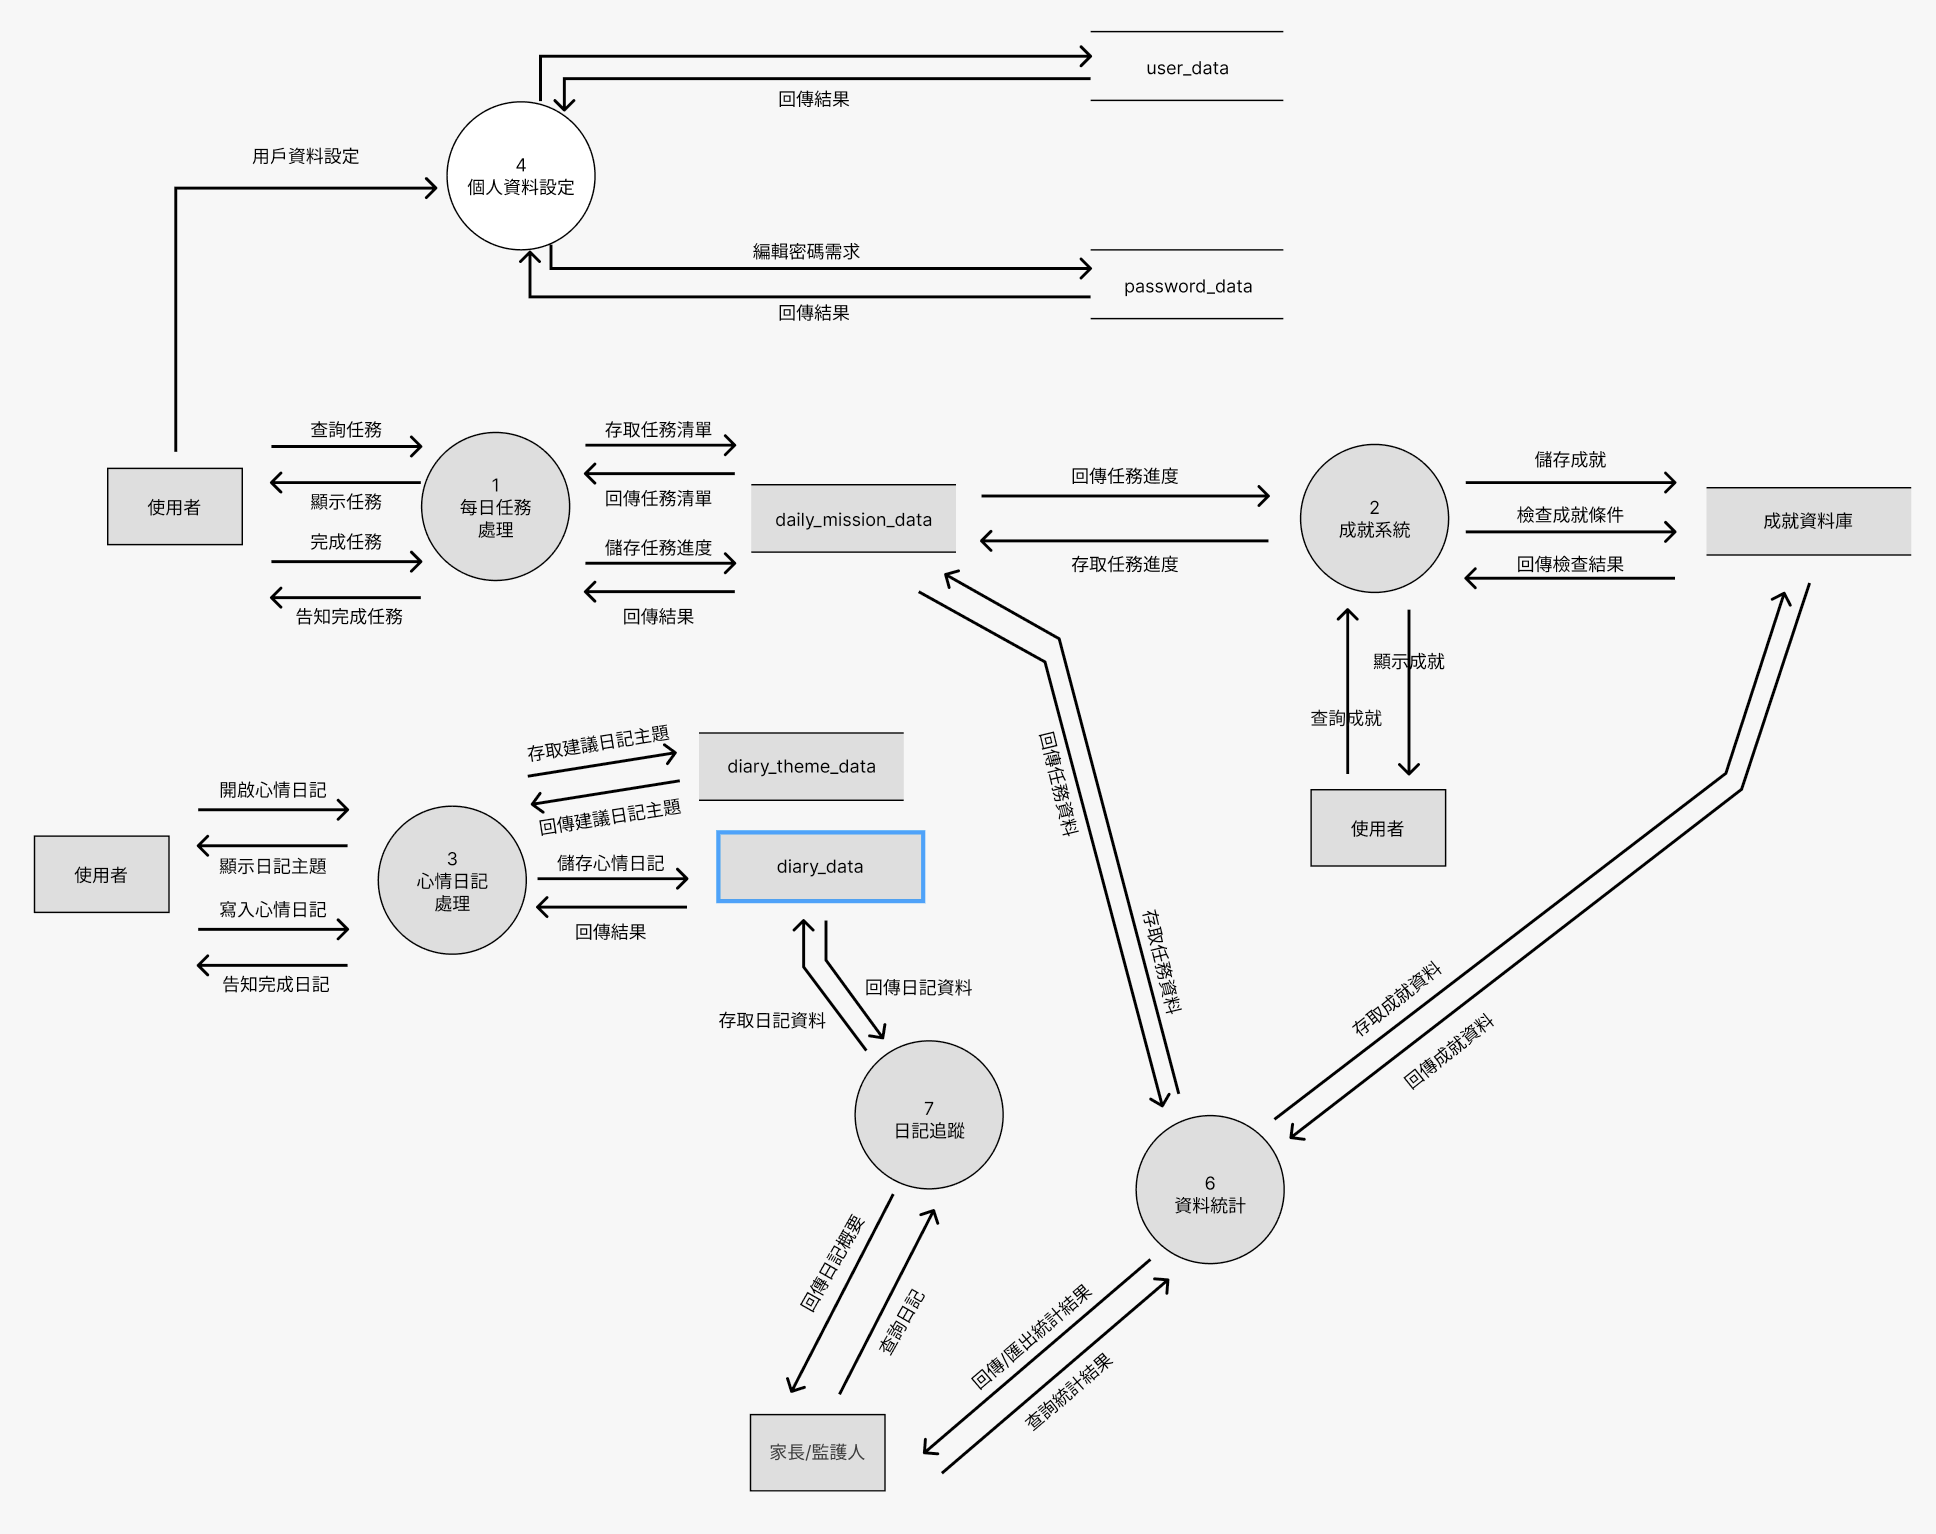 user_data
回傳結果
用戶資料設定
4
個人資料設定
編輯密碼需求
password_data
回傳結果
查詢任務
顯示任務
使用者
完成任務
告知完成任務
1
每日任務
處理
存取任務清單
回傳任務清單
儲存任務進度
回傳結果
daily_mission_data
回傳任務進度
存取任務進度
2
成就系統
儲存成就
檢查成就條件
回傳檢查結果
成就資料庫
顯示成就
查詢成就
使用者
存取建議日記主題
回傳建議日記主題
diary_theme_data
開啟心情日記
顯示日記主題
使用者
寫入心情日記
告知完成日記
3
心情日記
處理
儲存心情日記
回傳結果
diary_data
回傳任務資料
存取任務資料
回傳日記資料
存取日記資料
存取成就資料
回傳成就資料
7
日記追蹤
6
資料統計
回傳日記概要
查詢日記
回傳/匯出統計結果
查詢統計結果
家長/監護人